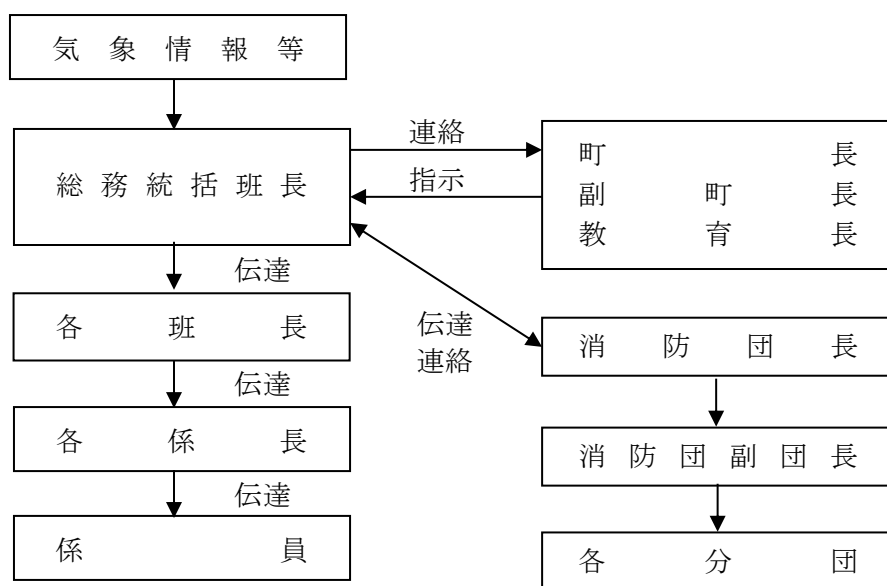 気象情報等
総務統括班長
連絡
指示
町長
副町長
教育長
伝達
各班長
伝達
連絡
消防団長
伝達
各係長
消防団副団長
伝達
係員
各分団